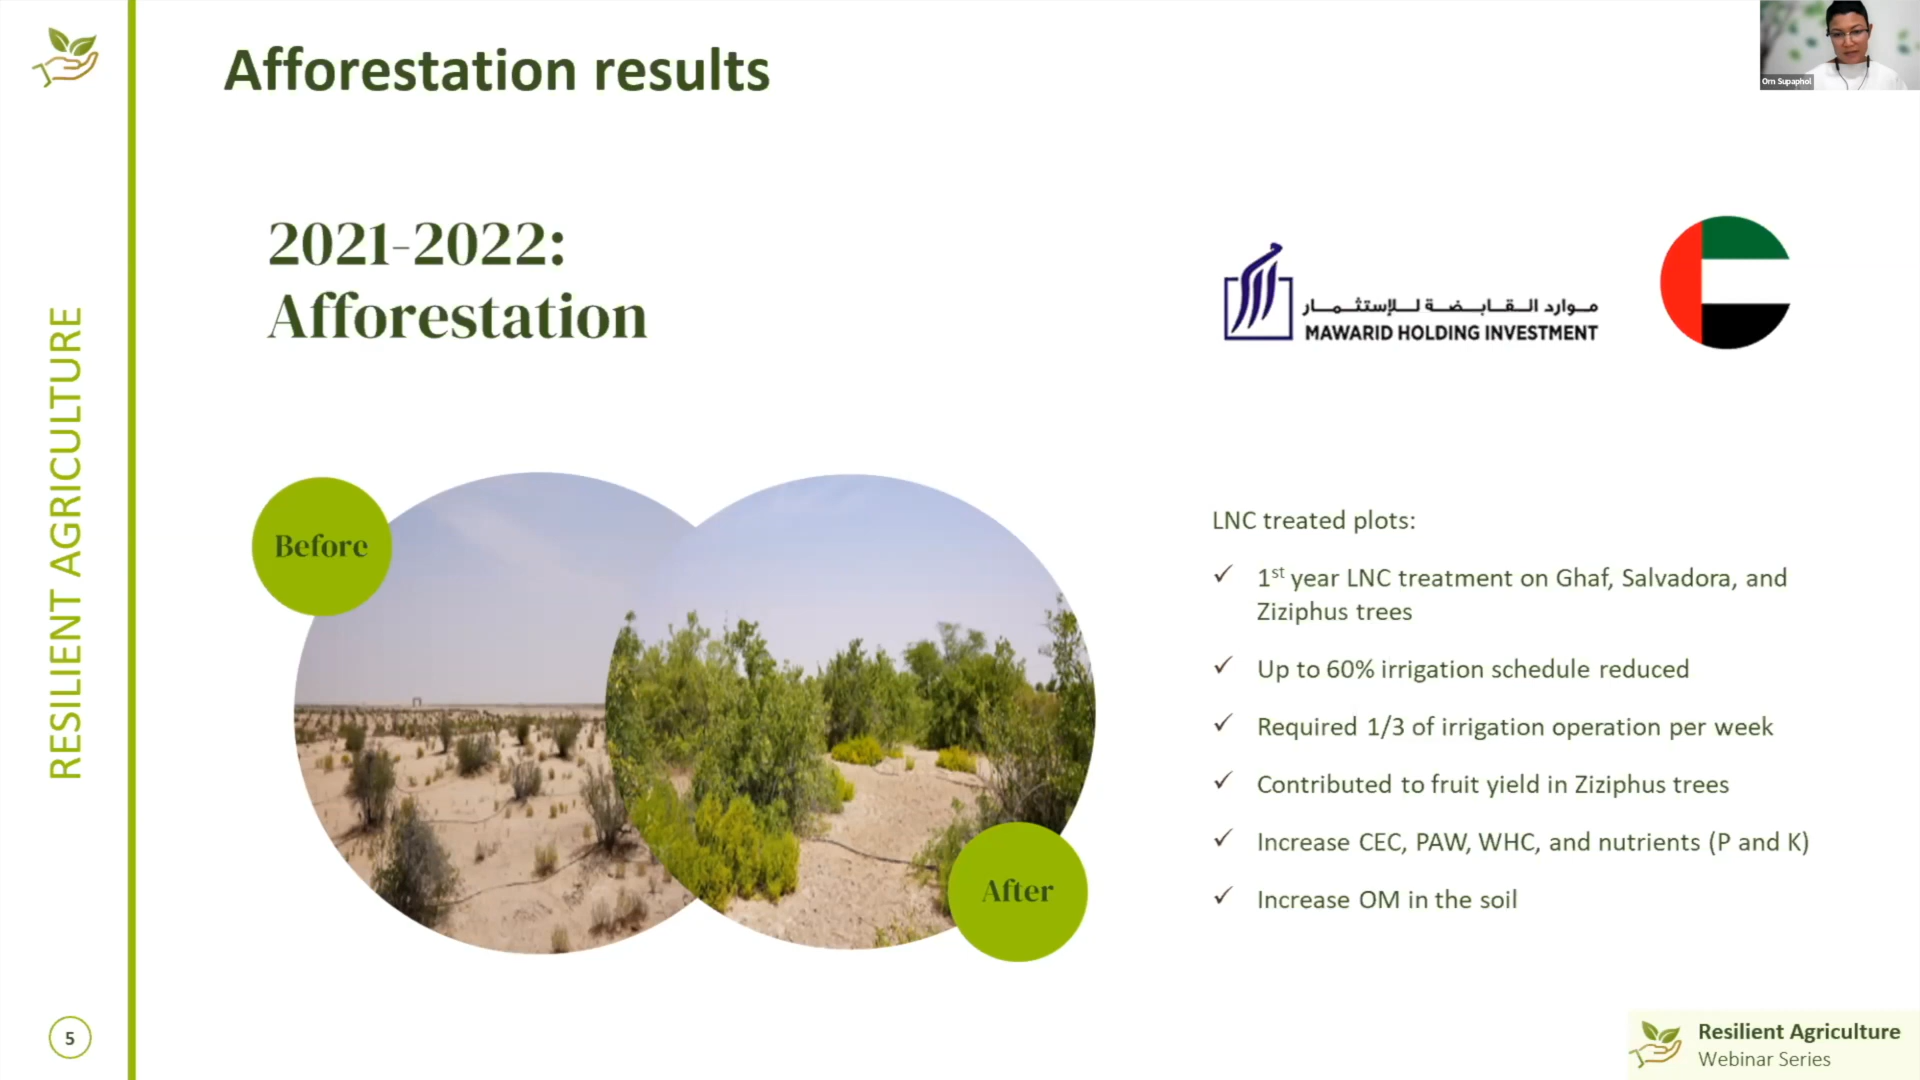 Afforestation results
Orn Supaphol
2021-2022:
Afforestation
موارد القابضة للإستثمار
MAWARID HOLDING INVESTMENT
RESILIENT AGRICULTURE
Before
After
LNC treated plots:
✓ 1st year LNC treatment on Ghaf, Salvadora, and
Ziziphus trees
✓ Up to 60% irrigation schedule reduced
✓ Required 1/3 of irrigation operation per week
✓ Contributed to fruit yield in Ziziphus trees
✓ Increase CEC, PAW, WHC, and nutrients (P and K)
✓ Increase OM in the soil
5
Resilient Agriculture
Webinar Series